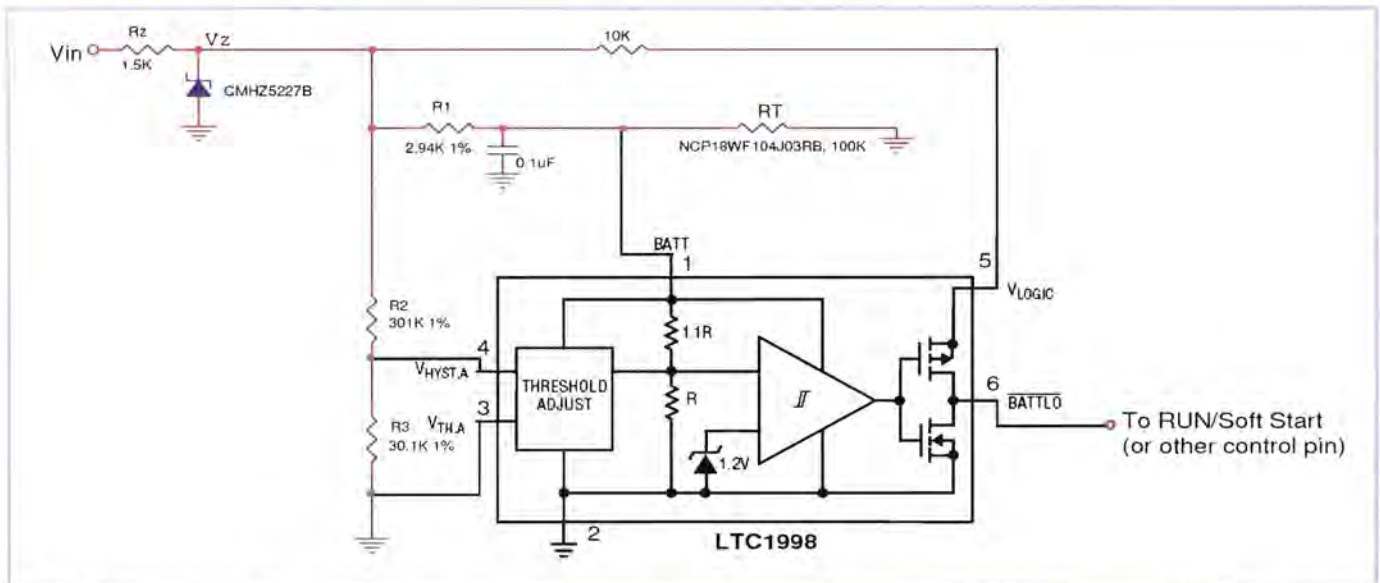 Vin
Rz
1.5K
Vz
CMHZ5227B
10K
R1
2.94K 1%
0.1uF
RT
NCP18WF104J03RB, 100K
R2
301K 1%
R3
30.1K 1%
BATT
1
5
VLOGIC
4
VHYST,A
3
VTH,A
THRESHOLD
ADJUST
1.1R
R
1.2V
6
BATTLO
To RUN/Soft Start
(or other control pin)
2
LTC1998